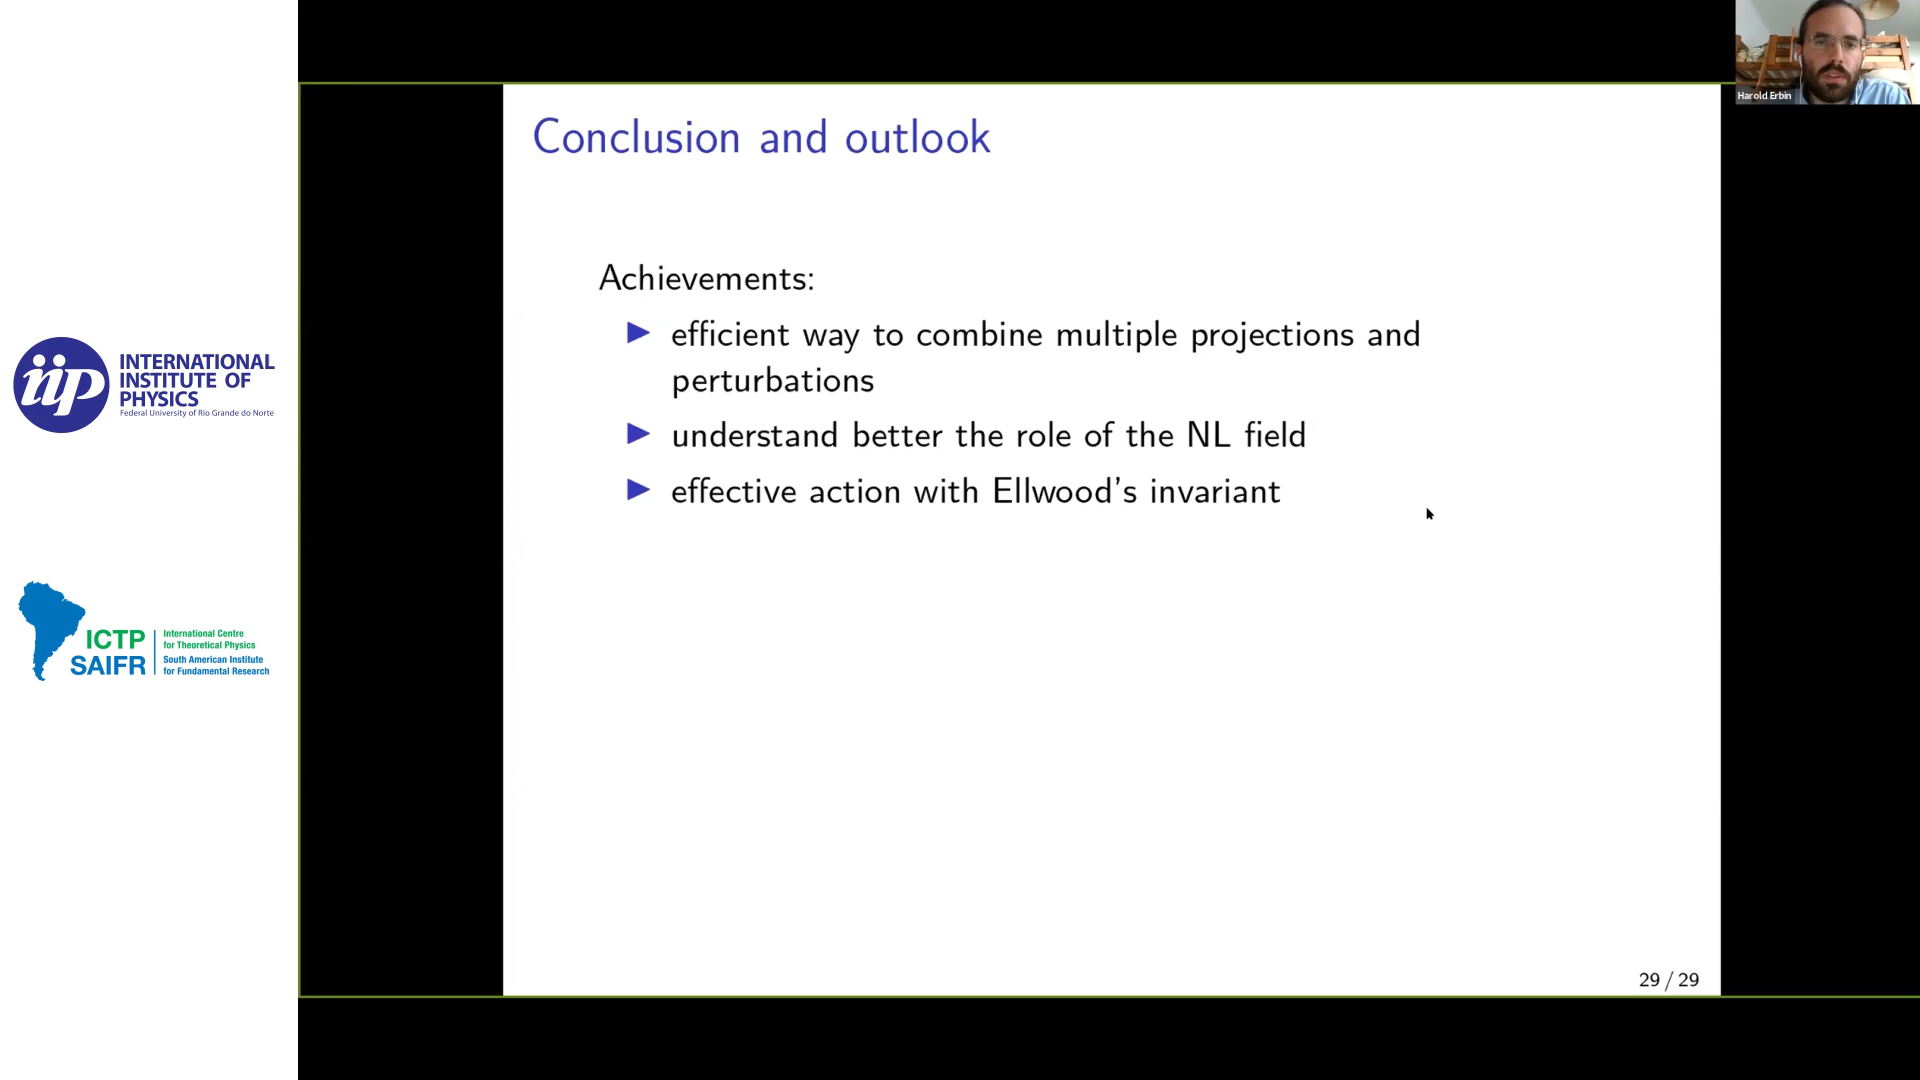 Harold Erbin
Conclusion and outlook
Achievements:
efficient way to combine multiple projections and
perturbations
understand better the role of the NL field
effective action with Ellwood's invariant
29 / 29
iip
INTERNATIONAL
INSTITUTE OF
PHYSICS
Federal University of Rio Grande do Norte
ICTP
SAIFR
International Centre
for Theoretical Physics
South American Institute
for Fundamental Research